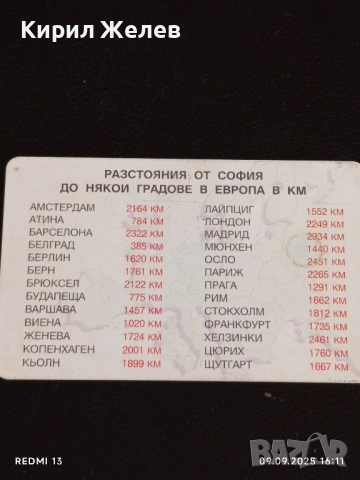 Кирил Желев
РАЗСТОЯНИЯ ОТ СОФИЯ
ДО НЯКОИ ГРАДОВЕ В ЕВРОПА В КМ
АМСТЕРДАМ 2164 КМ
АТИНА 784 КМ
БАРСЕЛОНА 2322 КМ
БЕЛГРАД 385 КМ
БЕРЛИН 1620 КМ
БЕРН 1761 КМ
БРЮКСЕЛ 2122 КМ
БУДАПЕЩА 775 КМ
ВАРШАВА 1457 КМ
ВИЕНА 1020 КМ
ЖЕНЕВА 1724 КМ
КОПЕНХАГЕН 2001 КМ
КЬОЛН 1899 КМ
ЛАЙПЦИГ 1552 КМ
ЛОНДОН 2249 КМ
МАДРИД 2934 КМ
МЮНХЕН 1440 КМ
ОСЛО 2451 КМ
ПАРИЖ 2265 КМ
ПРАГА 1291 КМ
РИМ 1662 КМ
СТОКХОЛМ 1812 КМ
ФРАНКФУРТ 1735 КМ
ХЕЛЗИНКИ 2461 КМ
ЦЮРИХ 1760 КМ
ЩУТГАРТ 1667 КМ
REDMI 13
09.09.2025 16:11
BAZAR